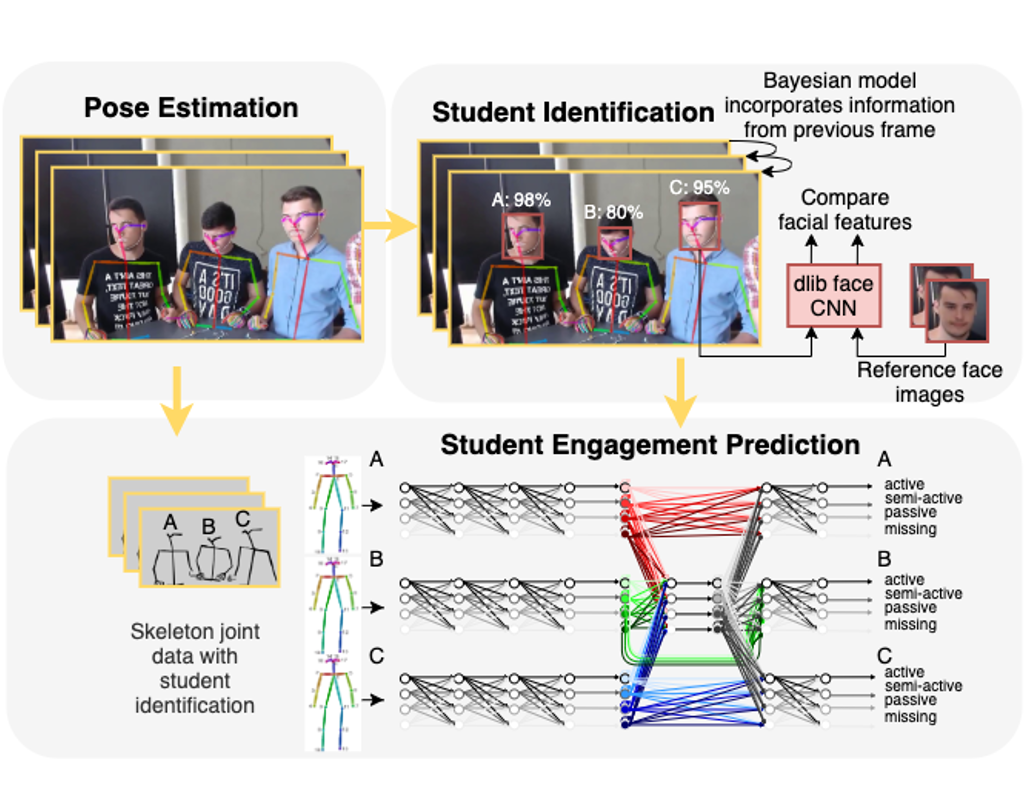 Pose Estimation
Student Identification
Bayesian model
incorporates information
from previous frame
A: 98%
B: 80%
C: 95%
Compare
facial features
dlib face
CNN
Reference face
images
Student Engagement Prediction
A
B
C
Skeleton joint
data with
student
identification
A
A
active
semi-active
passive
missing
B
B
active
semi-active
passive
missing
C
C
active
semi-active
passive
missing